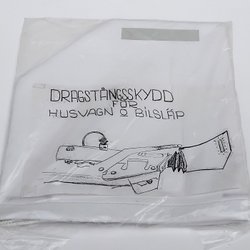 DRAGSTÅNGSSKYDD
FÖR
HUSVAGN O BILSLÄP